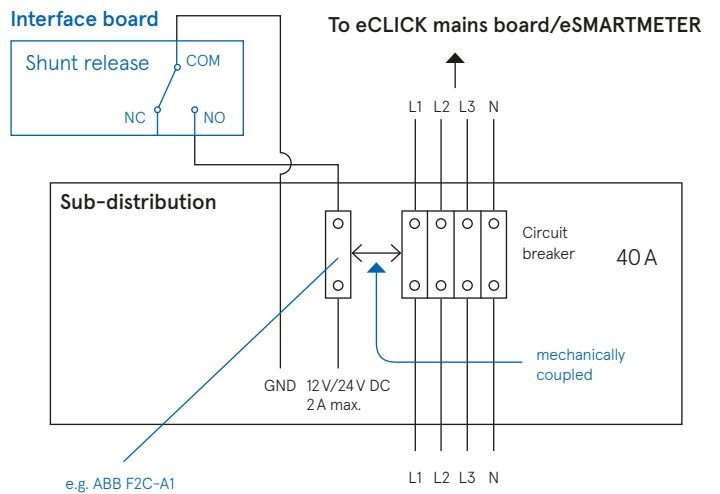 Interface board
To eCLICK mains board/eSMARTMETER
Shunt release
COM
NC
NO
L1 L2 L3 N
Sub-distribution
Circuit
breaker
40 A
mechanically
coupled
GND
12 V/24 V DC
2 A max.
e.g. ABB F2C-A1
L1 L2 L3 N